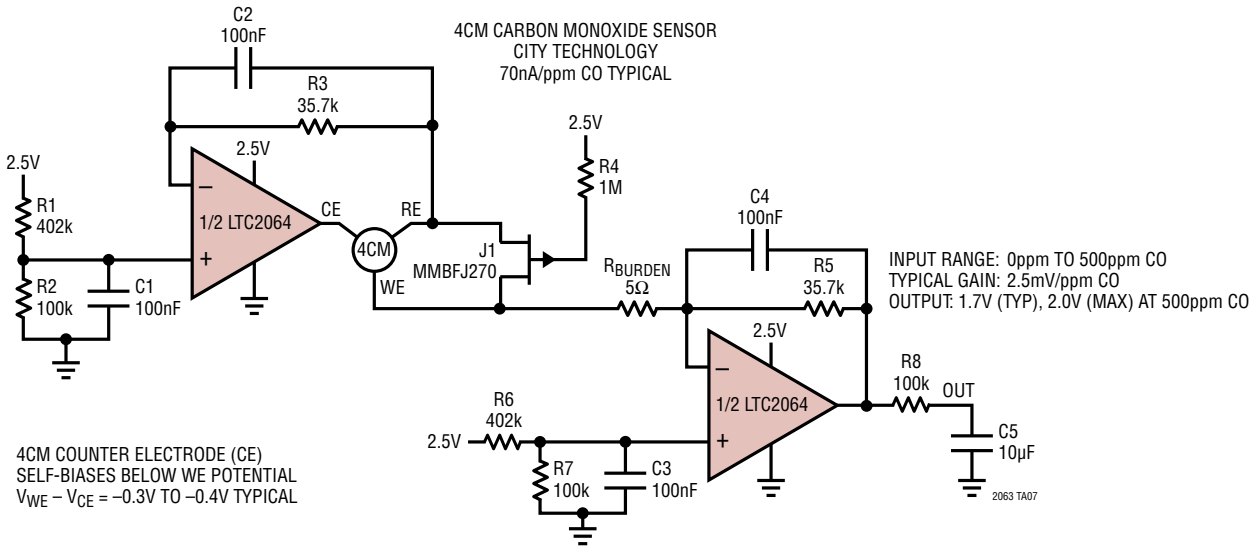 C2
100nF
4CM CARBON MONOXIDE SENSOR
CITY TECHNOLOGY
70nA/ppm CO TYPICAL
R3
35.7k
2.5V
2.5V
2.5V
R4
1M
R1
402k
1/2 LTC2064
CE
RE
4CM
WE
J1
MMBFJ270
R2
100k
C1
100nF
C4
100nF
RBURDEN
5Ω
R5
35.7k
INPUT RANGE: 0ppm TO 500ppm CO
TYPICAL GAIN: 2.5mV/ppm CO
OUTPUT: 1.7V (TYP), 2.0V (MAX) AT 500ppm CO
2.5V
1/2 LTC2064
R8
100k
OUT
R6
402k
2.5V
R7
100k
C3
100nF
C5
10µF
4CM COUNTER ELECTRODE (CE)
SELF-BIASES BELOW WE POTENTIAL
VWE – VCE = –0.3V TO –0.4V TYPICAL
2063 TA07